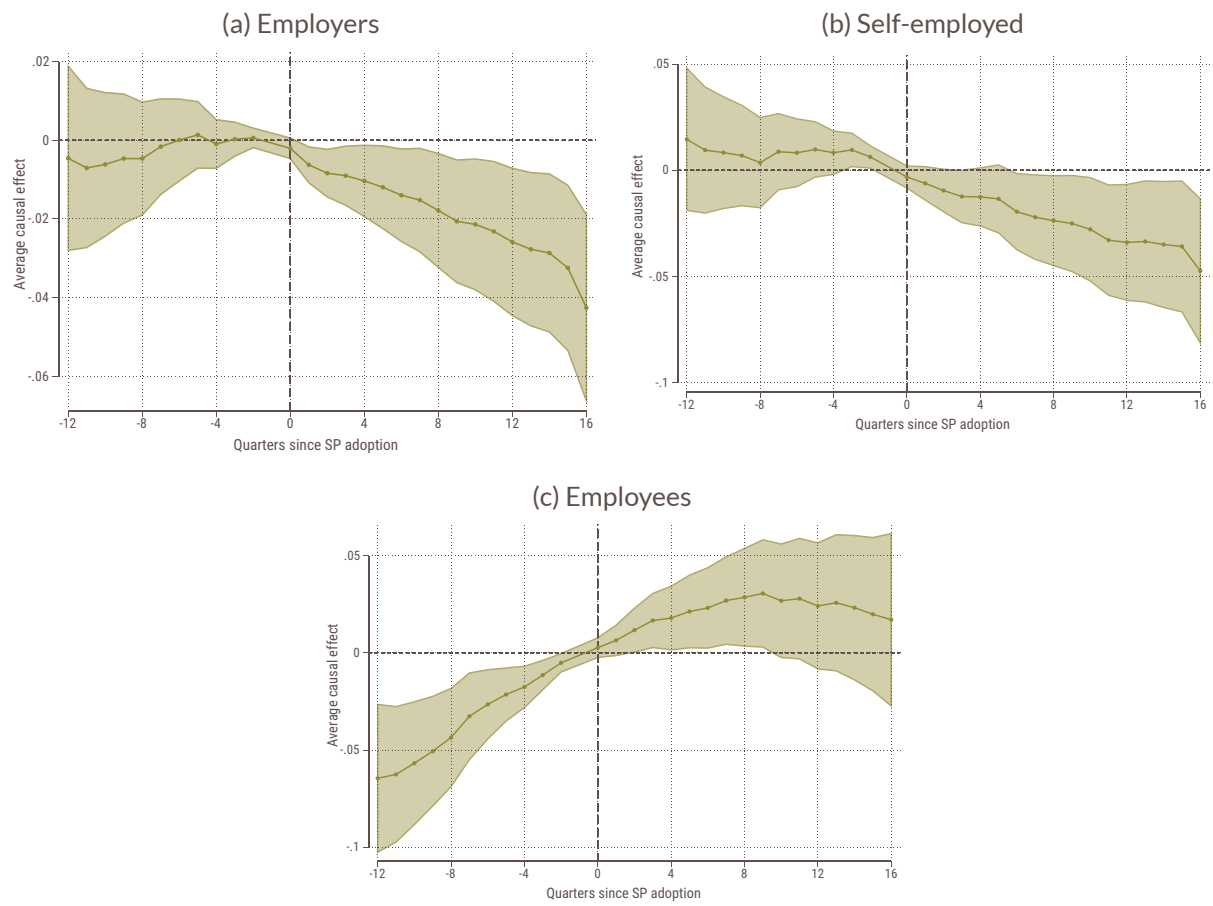 (a) Employers
.02
0
-.02
-.04
-.06
Average causal effect
-12 -8 -4 0 4 8 12 16
Quarters since SP adoption
(b) Self-employed
.05
0
-.05
-.1
Average causal effect
-12 -8 -4 0 4 8 12 16
Quarters since SP adoption
(c) Employees
.05
0
-.05
-.1
Average causal effect
-12 -8 -4 0 4 8 12 16
Quarters since SP adoption